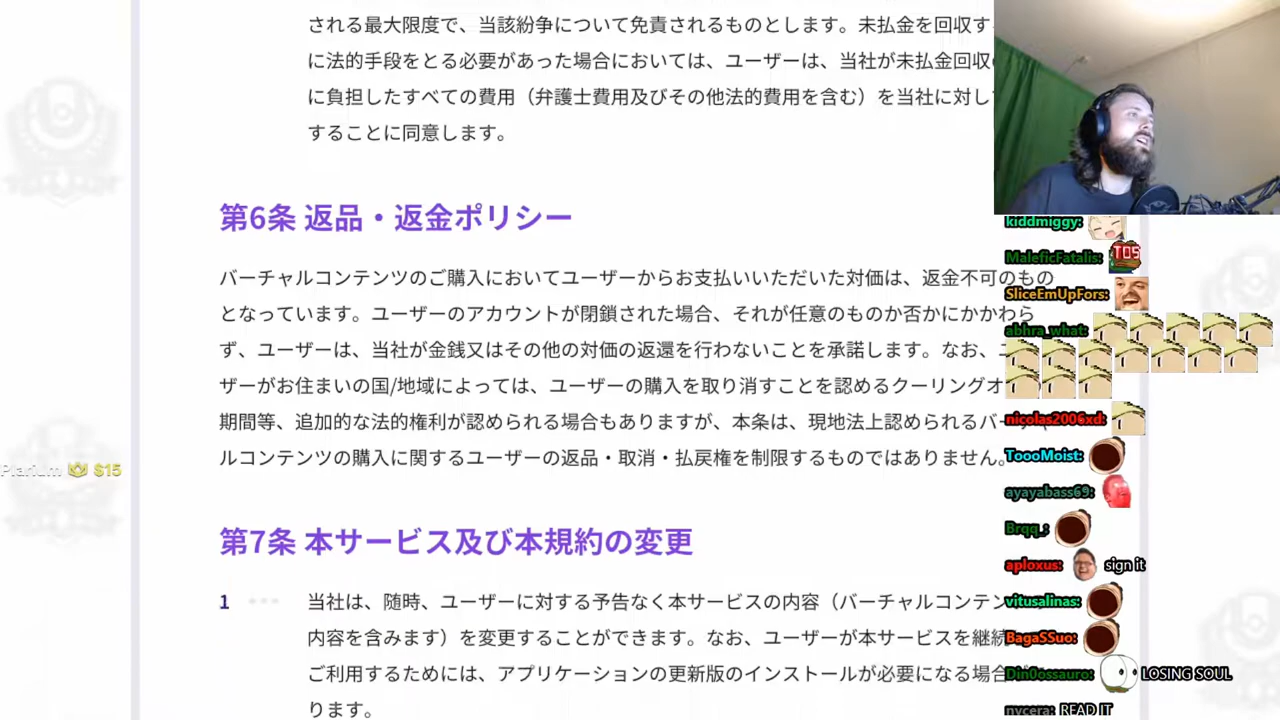 される最大限度で、当該紛争について免責されるものとします。未払金を回収す
に法的手段をとる必要があった場合においては、ユーザーは、当社が未払金回収
に負担したすべての費用（弁護士費用及びその他法的費用を含む）を当社に対し
することに同意します。
第6条 返品・返金ポリシー
バーチャルコンテンツのご購入においてユーザーからお支払いいただいた対価は、返金不可のもの
となっています。ユーザーのアカウントが閉鎖された場合、それが任意のものか否かにかかわら
ず、ユーザーは、当社が金銭又はその他の対価の返還を行わないことを承諾します。なお、ユ
ザーがお住まいの国/地域によっては、ユーザーの購入を取り消すことを認めるクーリングオ
期間等、追加的な法的権利が認められる場合もありますが、本条は、現地法上認められるバー
ルコンテンツの購入に関するユーザーの返品・取消・払戻権を制限するものではありません。
第7条 本サービス及び本規約の変更
1 当社は、随時、ユーザーに対する予告なく本サービスの内容（バーチャルコンテン
内容を含みます）を変更することができます。なお、ユーザーが本サービスを継続
ご利用するためには、アプリケーションの更新版のインストールが必要になる場合
ります。
Plarium $15
kiddmiggy:
MaleficFatalis: TOS
SliceEmUpFors:
abhra_what:
nicolas2006xd:
ToooMoist:
ayayabass69:
Brqq_:
aploxus: sign it
vitusalinas:
BagaSSuo:
Din0ossauro: LOSING SOUL
nycera: READ IT